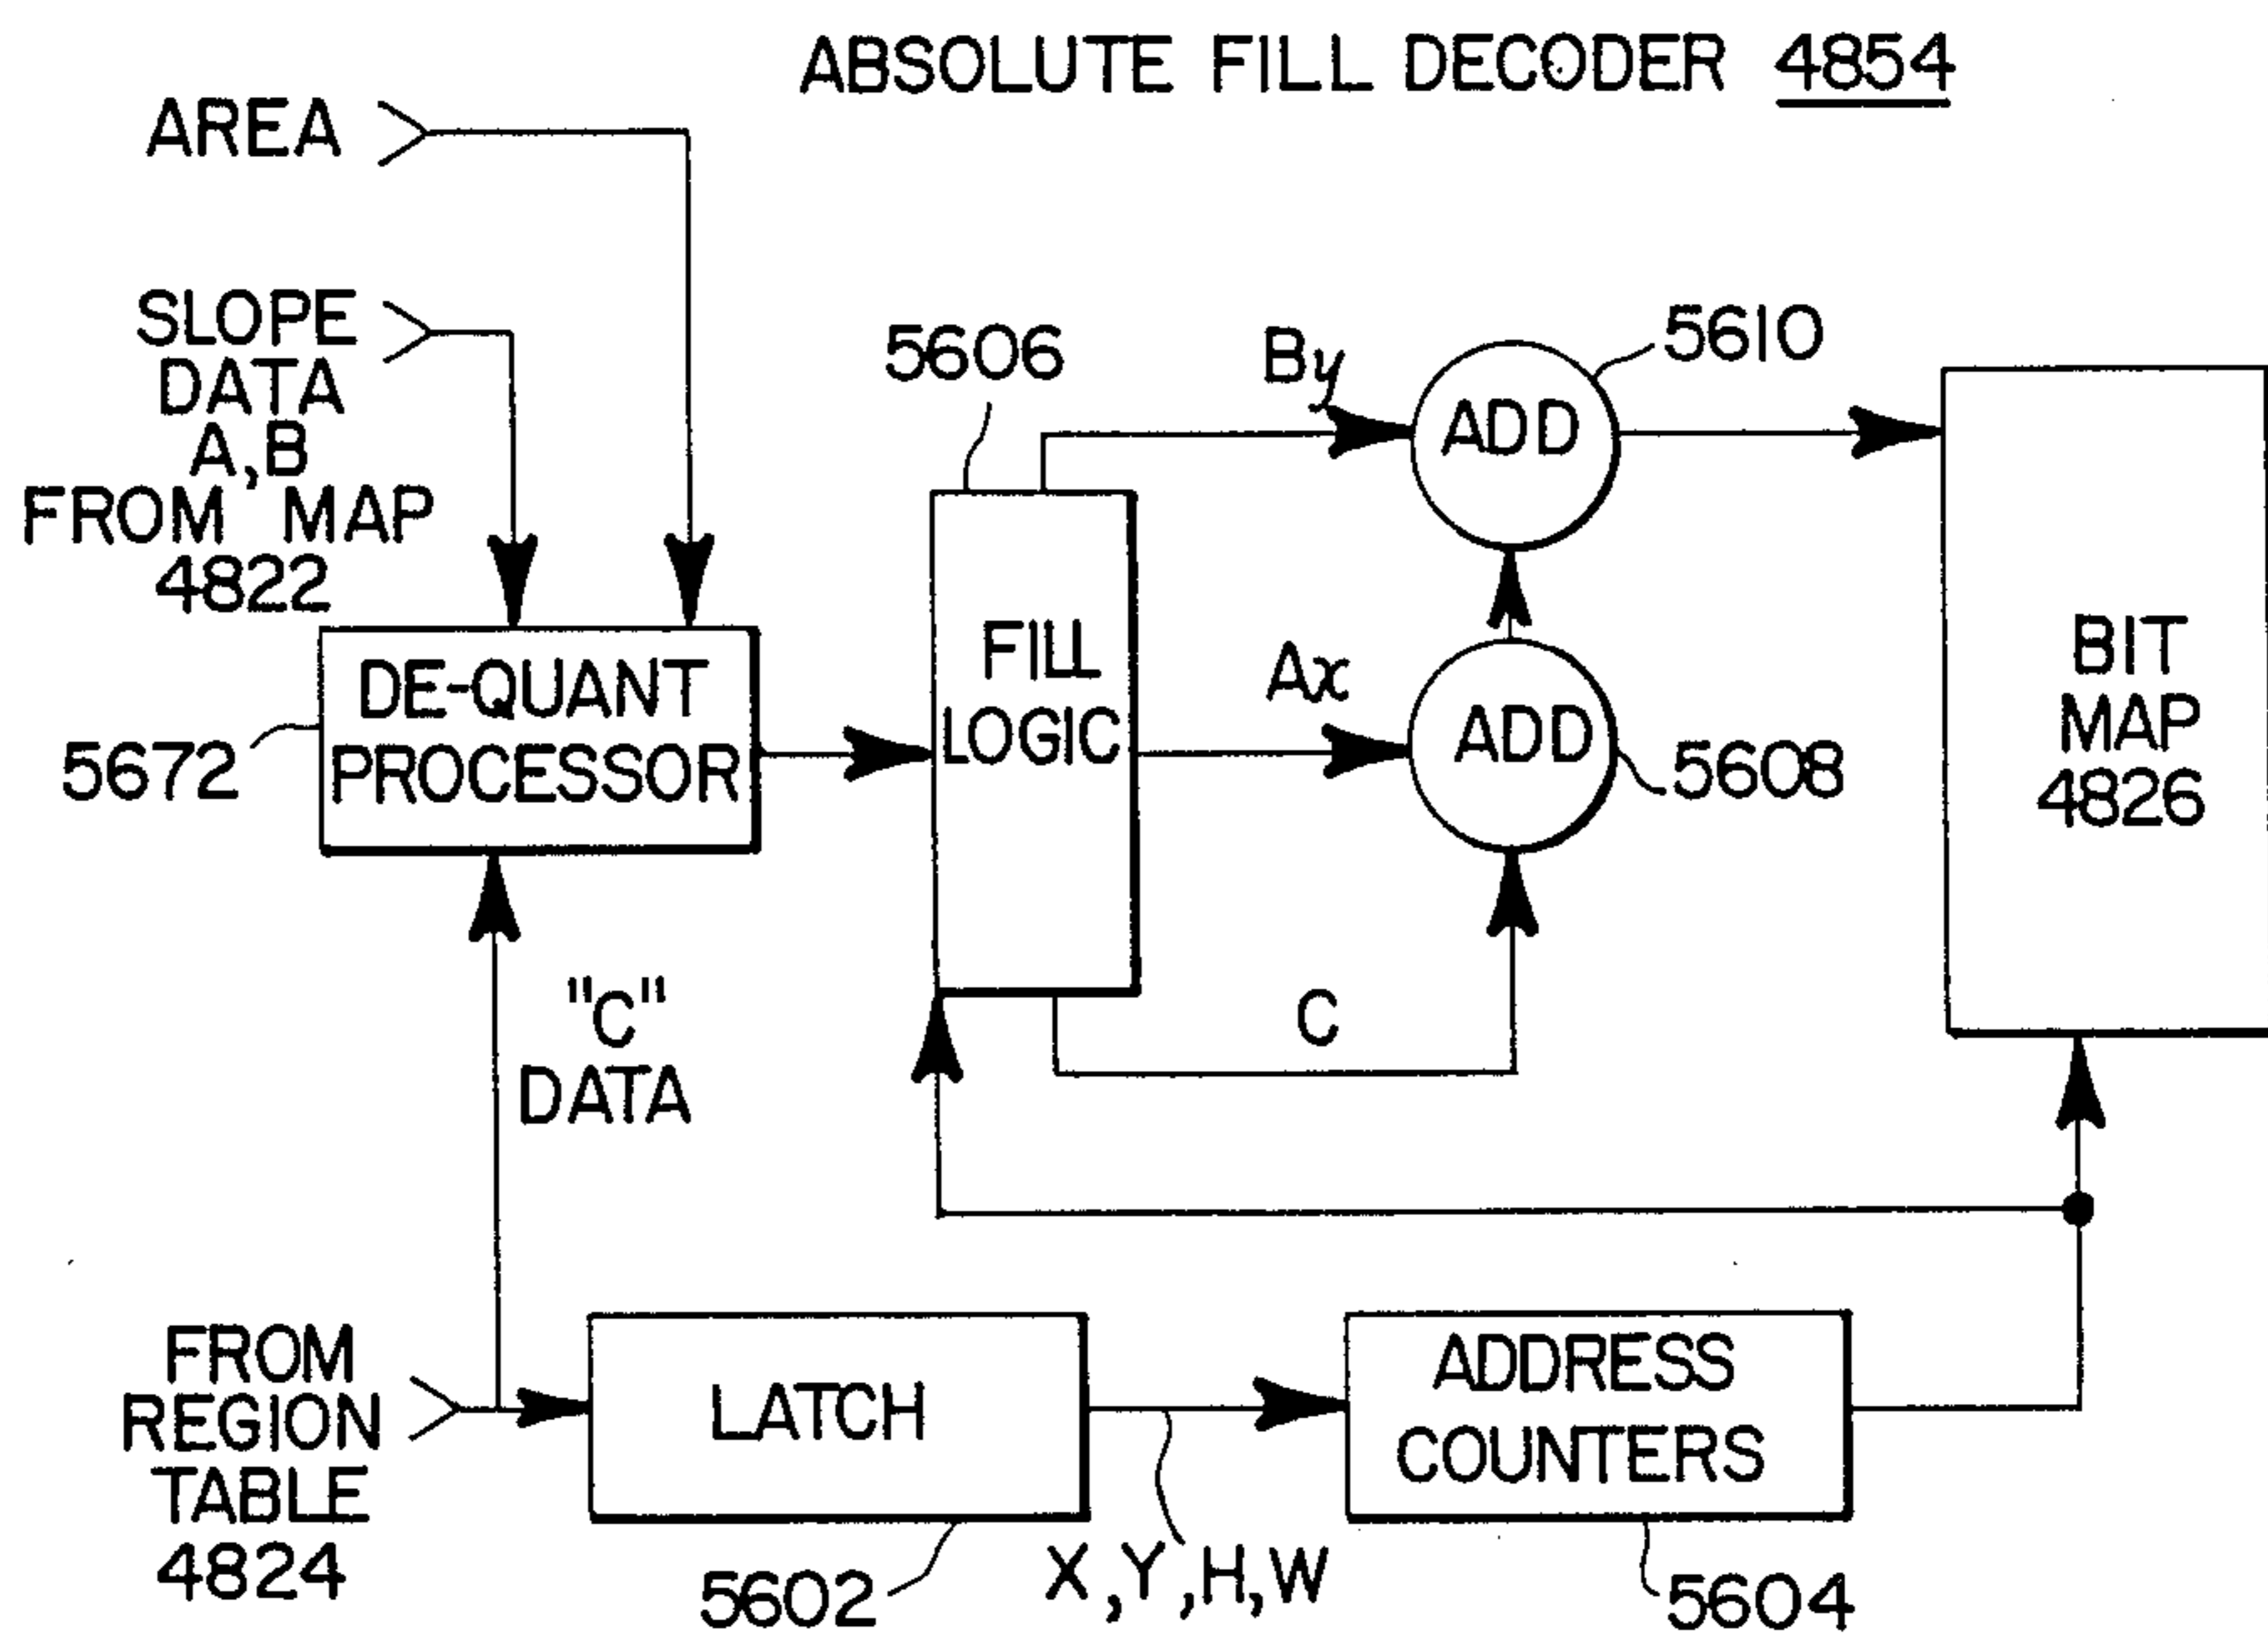 ABSOLUTE FILL DECODER 4854
AREA
SLOPE
DATA
A,B
FROM MAP
4822
DE-QUANT
PROCESSOR
5672
"C"
DATA
5606
FILL
LOGIC
By
ADD
5610
Ax
ADD
5608
C
BIT
MAP
4826
FROM
REGION
TABLE
4824
LATCH
5602
X,Y,H,W
ADDRESS
COUNTERS
5604